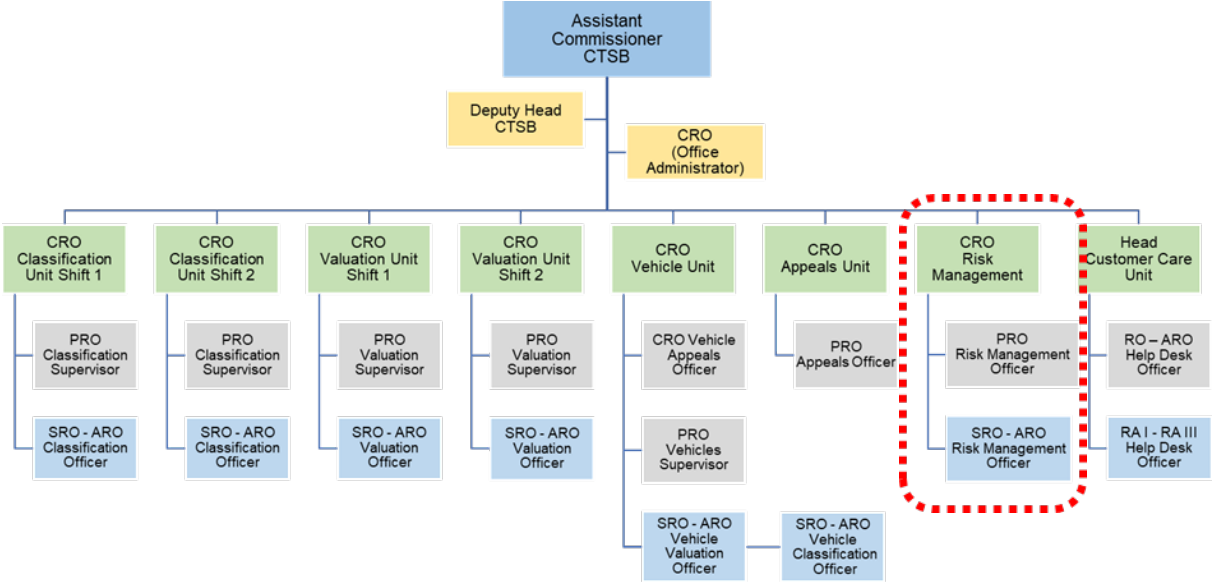 Assistant
Commissioner
CTSB
Deputy Head
CTSB
CRO
(Office
Administrator)
CRO
Classification
Unit Shift 1
CRO
Classification
Unit Shift 2
CRO
Valuation Unit
Shift 1
CRO
Valuation Unit
Shift 2
CRO
Vehicle Unit
CRO
Appeals Unit
CRO
Risk
Management
Head
Customer Care
Unit
PRO
Classification
Supervisor
PRO
Classification
Supervisor
PRO
Valuation
Supervisor
PRO
Valuation
Supervisor
CRO Vehicle
Appeals
Officer
PRO
Appeals Officer
PRO
Risk Management
Officer
RO – ARO
Help Desk
Officer
SRO - ARO
Classification
Officer
SRO - ARO
Classification
Officer
SRO - ARO
Valuation
Officer
SRO - ARO
Valuation
Officer
PRO
Vehicles
Supervisor
SRO - ARO
Risk Management
Officer
RA I - RA III
Help Desk
Officer
SRO - ARO
Vehicle
Valuation
Officer
SRO - ARO
Vehicle
Classification
Officer